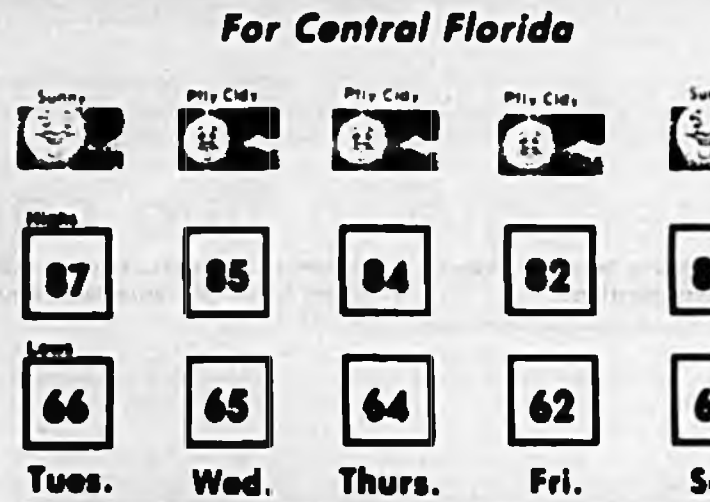 For Central Florida
Sunny Ptly Cldy Ptly Cldy Ptly Cldy
Highs
87 85 84 82
Lows
66 65 64 62
Tues. Wed. Thurs. Fri.